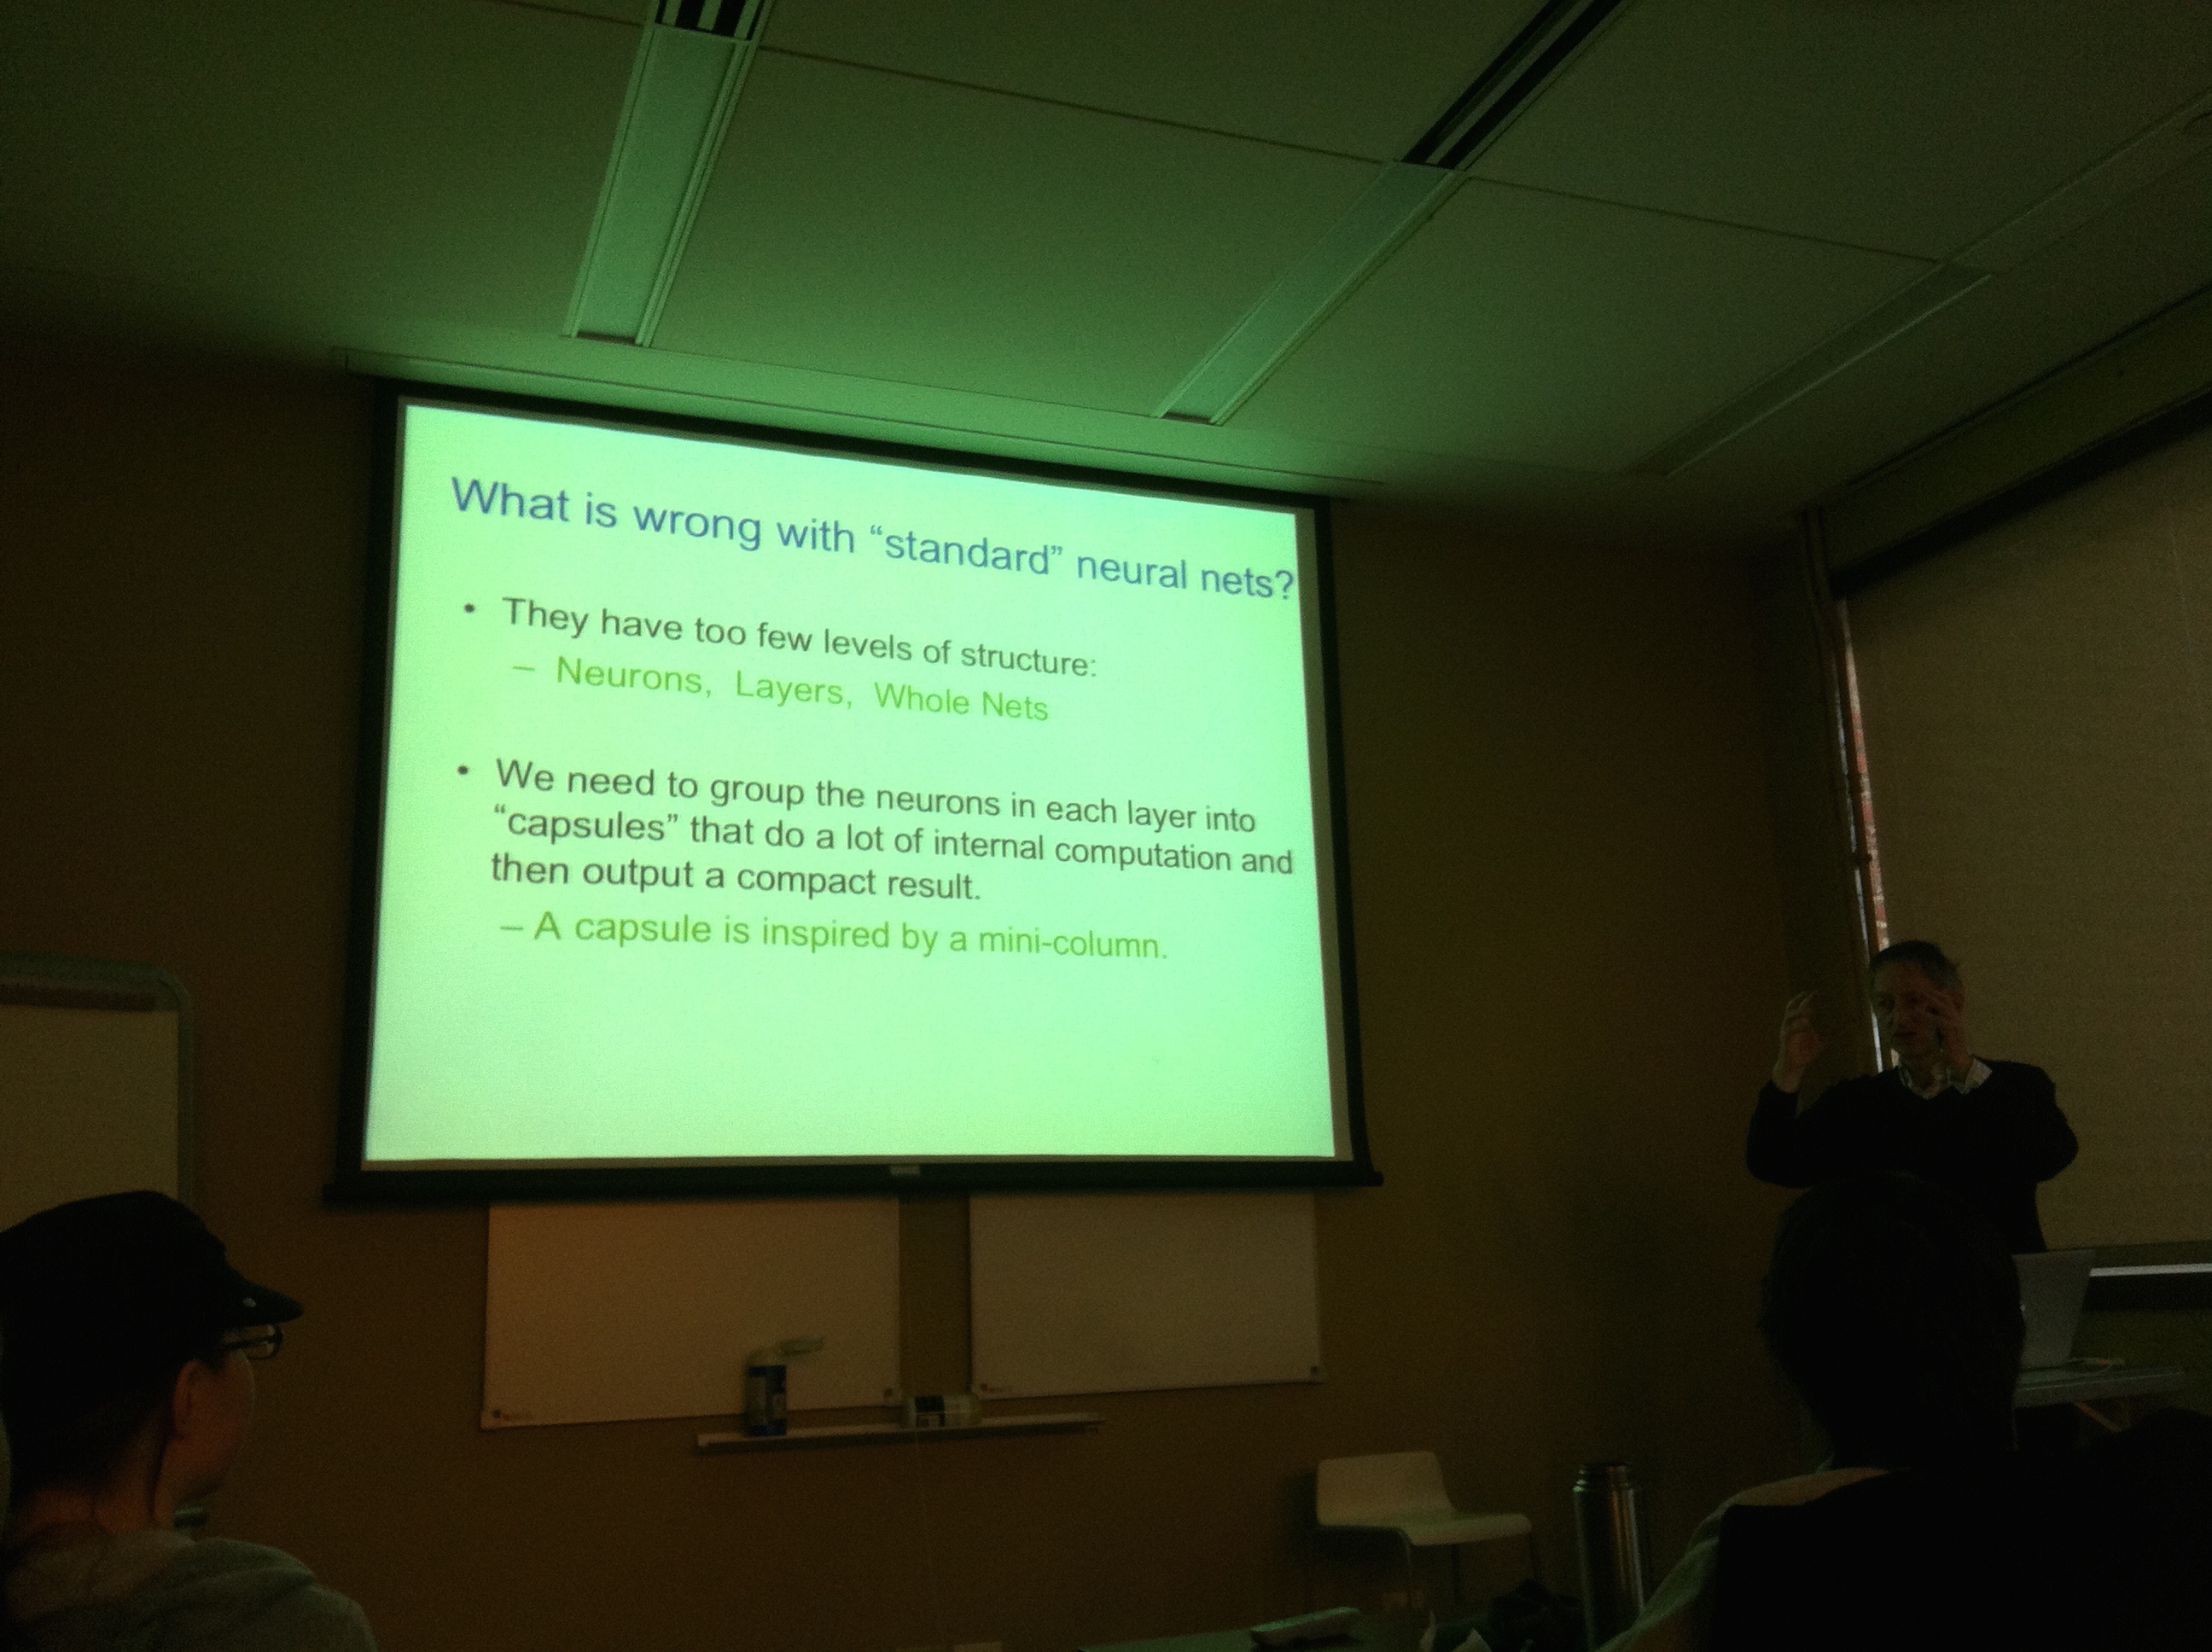 What is wrong with “standard” neural nets?
• They have too few levels of structure:
– Neurons, Layers, Whole Nets
• We need to group the neurons in each layer into
“capsules” that do a lot of internal computation and
then output a compact result.
– A capsule is inspired by a mini-column.